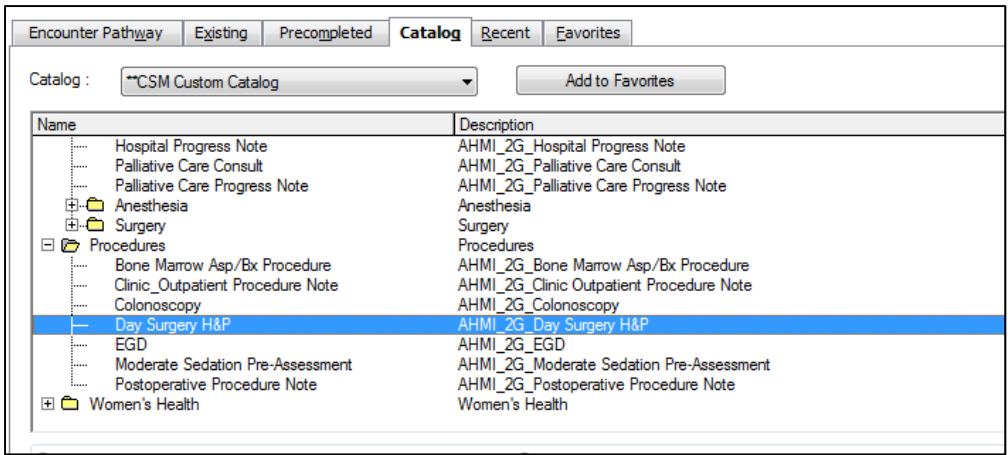 Encounter Pathway Existing Precompleted Catalog Recent Favorites
Catalog : **CSM Custom Catalog Add to Favorites
Name Description
Hospital Progress Note AHMI_2G_Hospital Progress Note
Palliative Care Consult AHMI_2G_Palliative Care Consult
Palliative Care Progress Note AHMI_2G_Palliative Care Progress Note
Anesthesia Anesthesia
Surgery Surgery
Procedures Procedures
Bone Marrow Asp/Bx Procedure AHMI_2G_Bone Marrow Asp/Bx Procedure
Clinic_Outpatient Procedure Note AHMI_2G_Clinic Outpatient Procedure Note
Colonoscopy AHMI_2G_Colonoscopy
Day Surgery H&P AHMI_2G_Day Surgery H&P
EGD AHMI_2G_EGD
Moderate Sedation Pre-Assessment AHMI_2G_Moderate Sedation Pre-Assessment
Postoperative Procedure Note AHMI_2G_Postoperative Procedure Note
Women's Health Women's Health